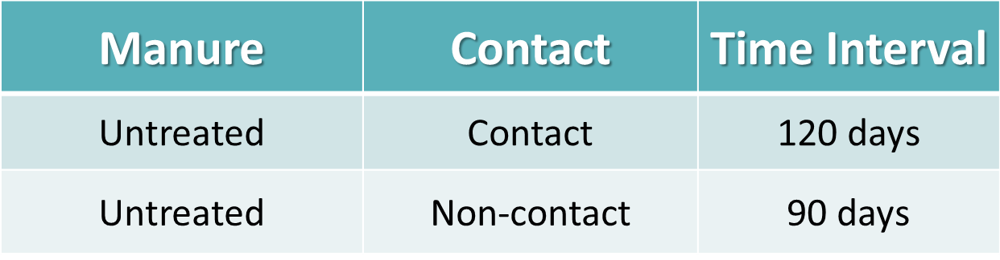 Manure Contact Time Interval
Untreated Contact 120 days
Untreated Non-contact 90 days